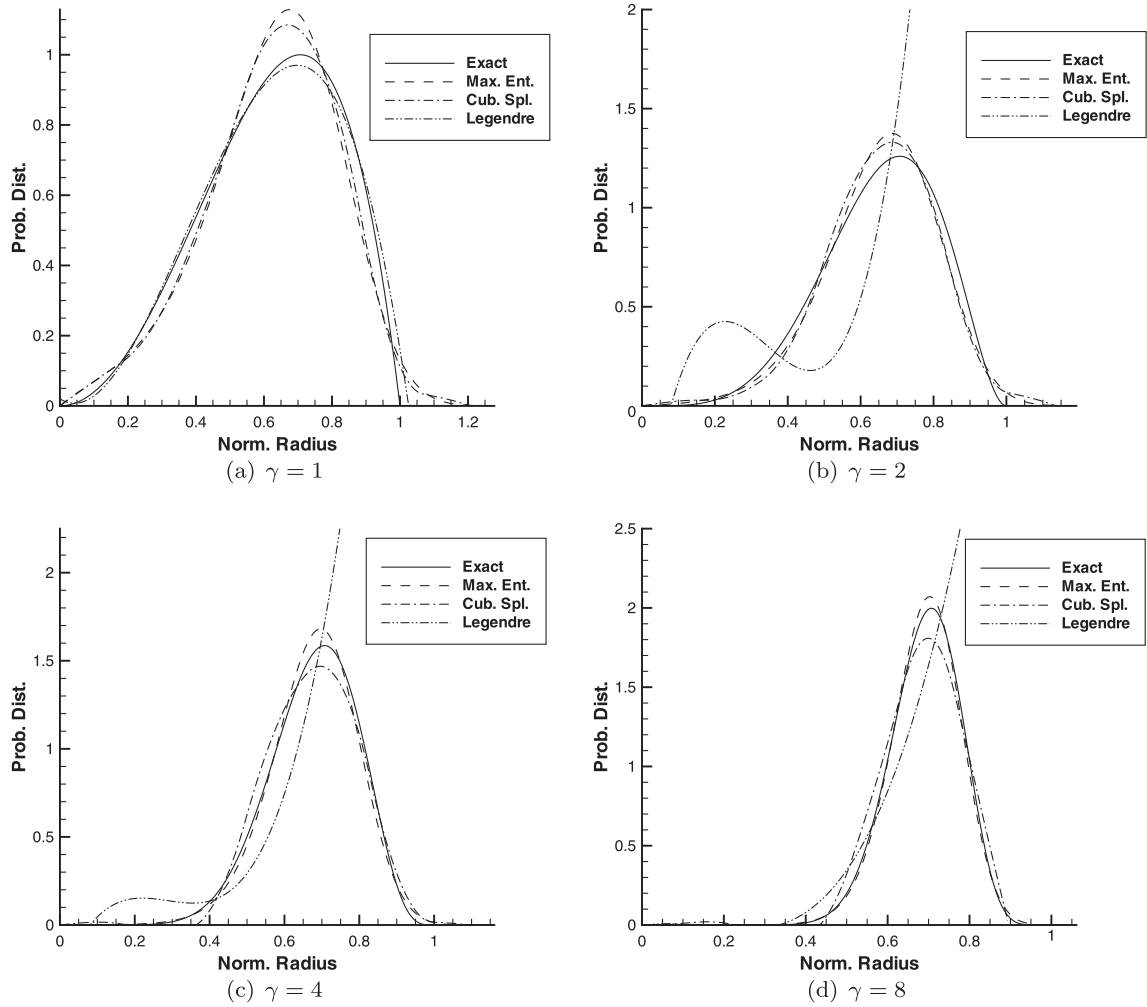 Prob. Dist.
1
0.8
0.6
0.4
0.2
0
0 0.2 0.4 0.6 0.8 1 1.2
Norm. Radius
Exact
Max. Ent.
Cub. Spl.
Legendre
(a) γ = 1
Prob. Dist.
2
1.5
1
0.5
0
0 0.2 0.4 0.6 0.8 1
Norm. Radius
Exact
Max. Ent.
Cub. Spl.
Legendre
(b) γ = 2
Prob. Dist.
2
1.5
1
0.5
0
0 0.2 0.4 0.6 0.8 1
Norm. Radius
Exact
Max. Ent.
Cub. Spl.
Legendre
(c) γ = 4
Prob. Dist.
2.5
2
1.5
1
0.5
0
0 0.2 0.4 0.6 0.8 1
Norm. Radius
Exact
Max. Ent.
Cub. Spl.
Legendre
(d) γ = 8